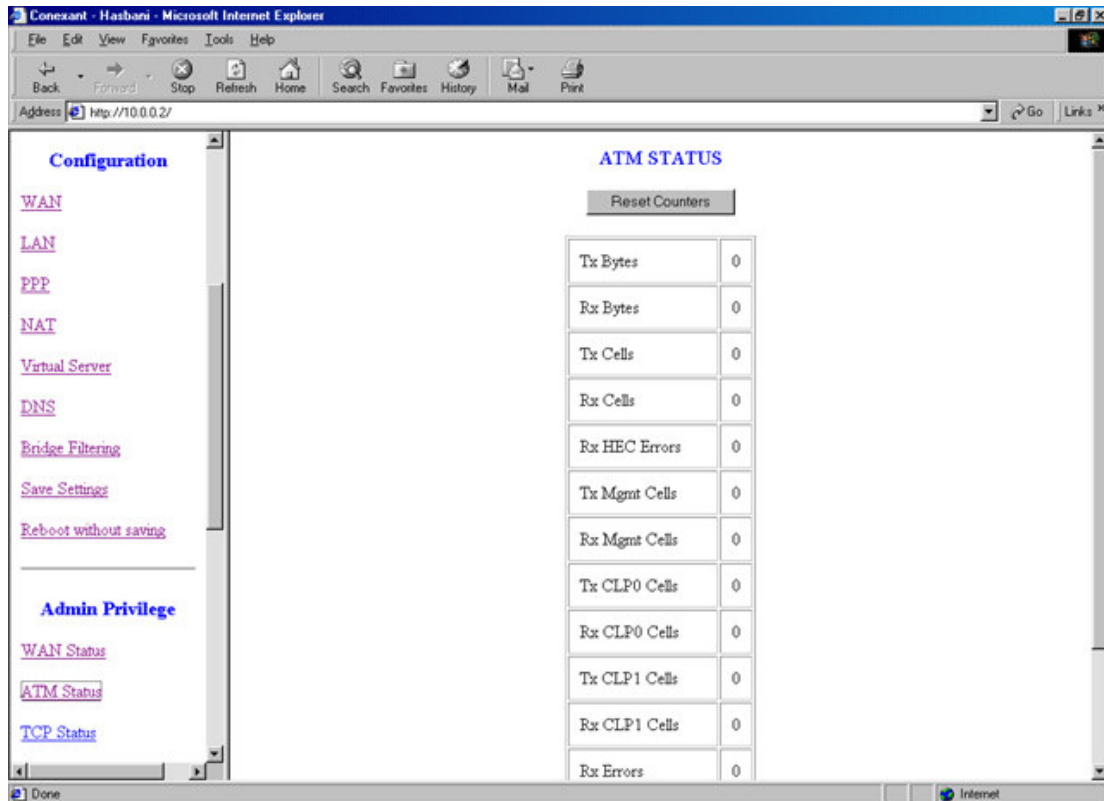 Conexant - Hasbani - Microsoft Internet Explorer
File Edit View Favorites Tools Help
Back Forward Stop Refresh Home Search Favorites History Mail Print
Address http://10.0.0.2/ Go Links »
Configuration
WAN
LAN
PPP
NAT
Virtual Server
DNS
Bridge Filtering
Save Settings
Reboot without saving
Admin Privilege
WAN Status
ATM Status
TCP Status
ATM STATUS
Reset Counters
Tx Bytes 0
Rx Bytes 0
Tx Cells 0
Rx Cells 0
Rx HEC Errors 0
Tx Mgmt Cells 0
Rx Mgmt Cells 0
Tx CLP0 Cells 0
Rx CLP0 Cells 0
Tx CLP1 Cells 0
Rx CLP1 Cells 0
Rx Errors 0
Done Internet